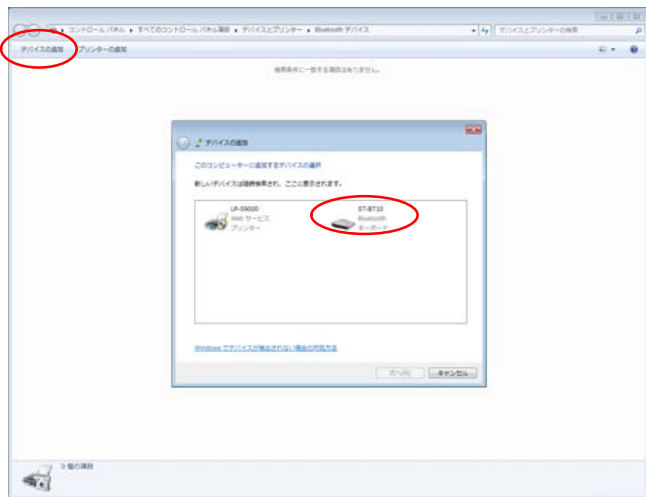 コントロール パネル ▸ すべてのコントロール パネル項目 ▸ デバイスとプリンター ▸ Bluetooth デバイス
デバイスとプリンターの検索
デバイスの追加 プリンターの追加
検索条件に一致する項目はありません。
デバイスの追加
このコンピューターに追加するデバイスの選択
新しいデバイスは随時検索され、ここに表示されます。
LP-S9000
Web サービス
プリンター
ST-BT10
Bluetooth
キーボード
Windows でデバイスが検出されない場合の対処方法
次へ(N)
キャンセル
0 個の項目